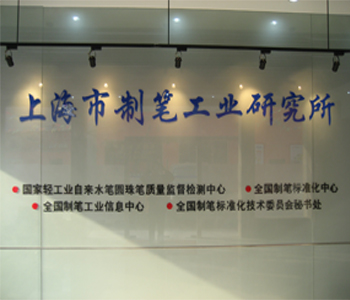 上海市制笔工业研究所
国家轻工业自来水笔圆珠笔质量监督检测中心 全国制笔标准化中心
全国制笔工业信息中心 全国制笔标准化技术委员会秘书处